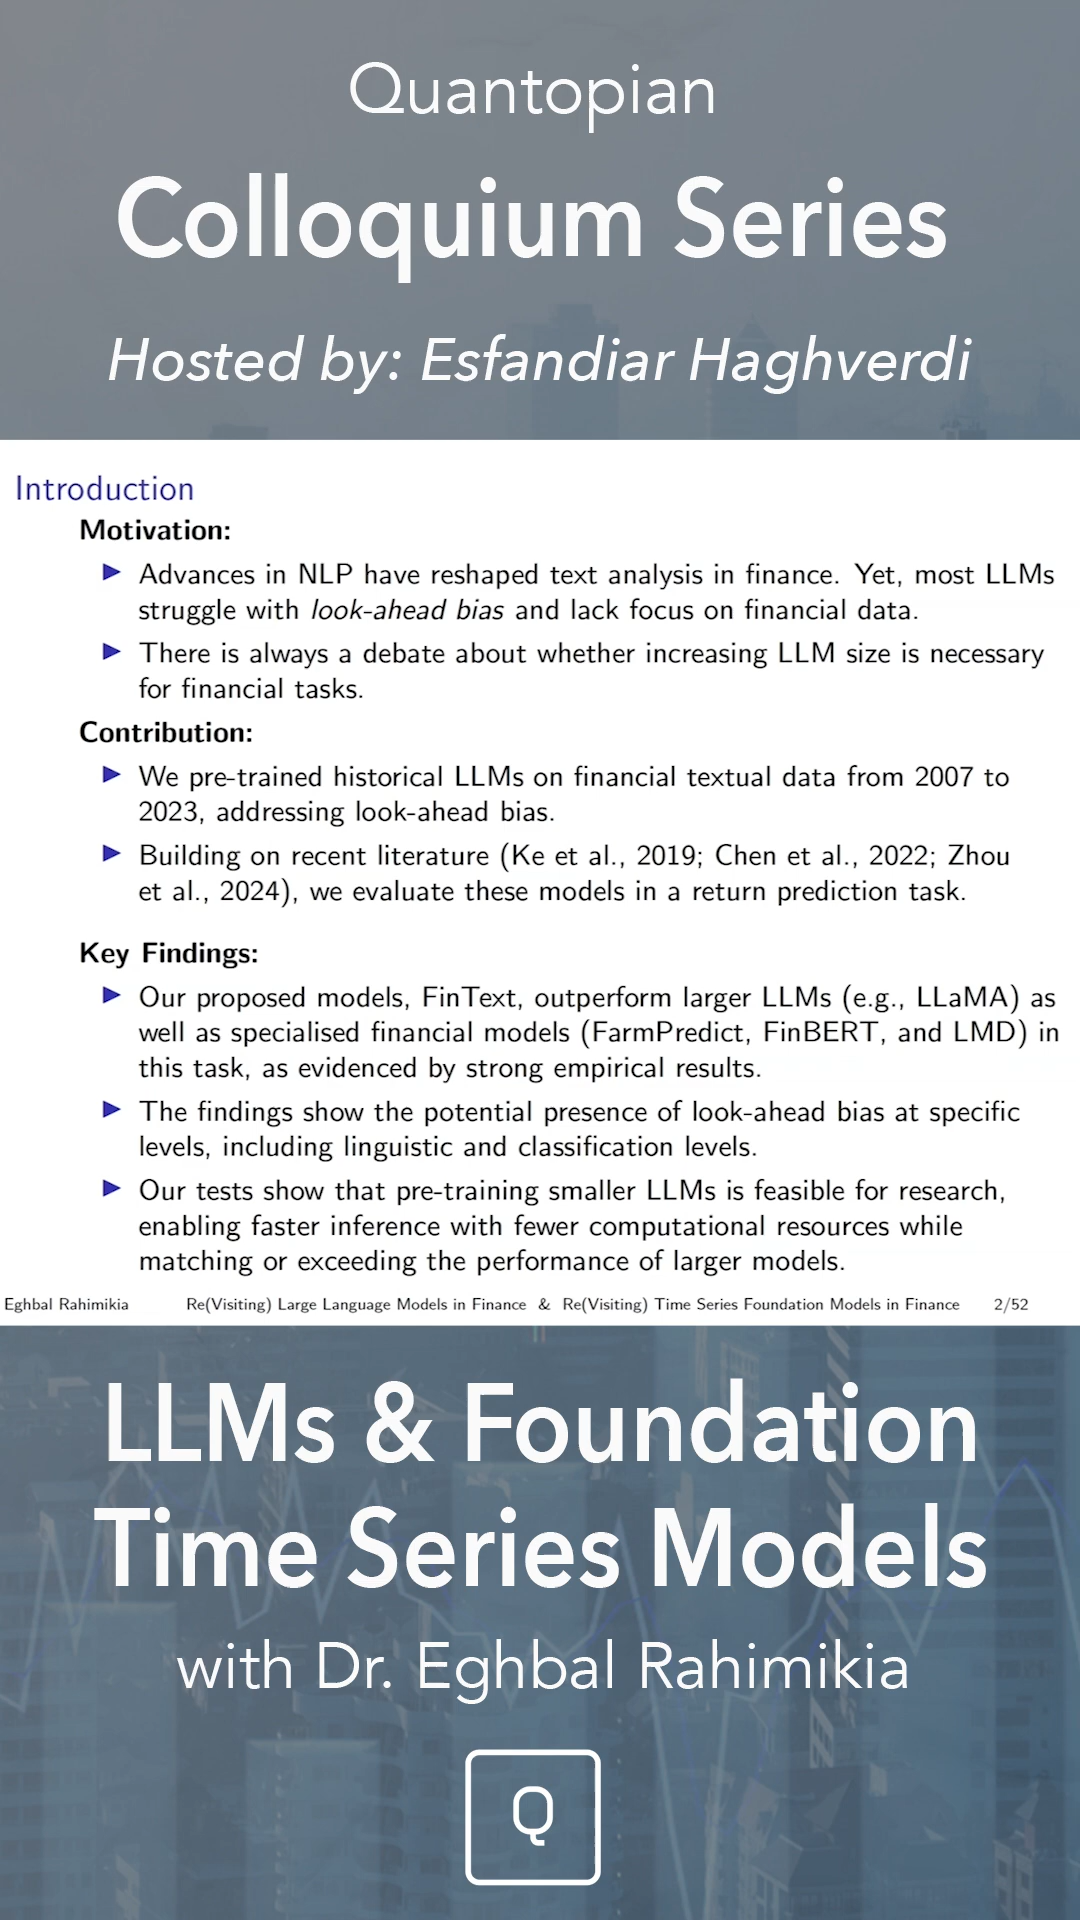 Quantopian
Colloquium Series
Hosted by: Esfandiar Haghverdi
Introduction
Motivation:
Advances in NLP have reshaped text analysis in finance. Yet, most LLMs
struggle with look-ahead bias and lack focus on financial data.
There is always a debate about whether increasing LLM size is necessary
for financial tasks.
Contribution:
We pre-trained historical LLMs on financial textual data from 2007 to
2023, addressing look-ahead bias.
Building on recent literature (Ke et al., 2019; Chen et al., 2022; Zhou
et al., 2024), we evaluate these models in a return prediction task.
Key Findings:
Our proposed models, FinText, outperform larger LLMs (e.g., LLaMA) as
well as specialised financial models (FarmPredict, FinBERT, and LMD) in
this task, as evidenced by strong empirical results.
The findings show the potential presence of look-ahead bias at specific
levels, including linguistic and classification levels.
Our tests show that pre-training smaller LLMs is feasible for research,
enabling faster inference with fewer computational resources while
matching or exceeding the performance of larger models.
Eghbal Rahimikia Re(Visiting) Large Language Models in Finance & Re(Visiting) Time Series Foundation Models in Finance 2/52
LLMs & Foundation
Time Series Models
with Dr. Eghbal Rahimikia
Q